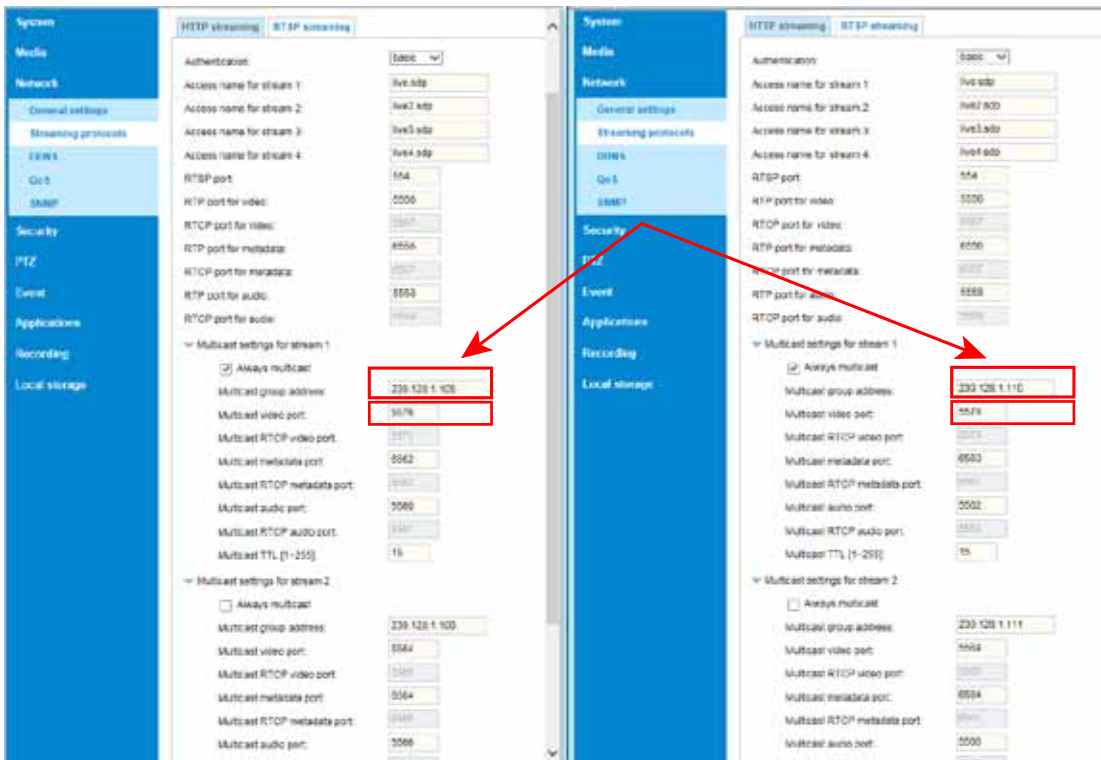 System
Media
Network
General settings
Streaming protocols
DDNS
QoS
SNMP
Security
PTZ
Event
Applications
Recording
Local storage
HTTP streaming RTSP streaming
Authentication: basic
Access name for stream 1: live.sdp
Access name for stream 2: live2.sdp
Access name for stream 3: live3.sdp
Access name for stream 4: live4.sdp
RTSP port: 554
RTP port for video: 5556
RTCP port for video:
RTP port for metadata: 6556
RTCP port for metadata:
RTP port for audio:
RTCP port for audio:
Multicast settings for stream 1
Always multicast
Multicast group address:
Multicast video port:
Multicast RTCP video port:
Multicast metadata port: 6562
Multicast RTCP metadata port:
Multicast audio port:
Multicast RTCP audio port:
Multicast TTL [1~255]: 15
Multicast settings for stream 2
Always multicast
Multicast group address:
Multicast video port: 5564
Multicast RTCP video port:
Multicast metadata port:
Multicast RTCP metadata port:
Multicast audio port: 5566
System
Media
Network
General settings
Streaming protocols
DDNS
QoS
SNMP
Security
PTZ
Event
Applications
Recording
Local storage
HTTP streaming RTSP streaming
Authentication: basic
Access name for stream 1: live.sdp
Access name for stream 2: live2.sdp
Access name for stream 3: live3.sdp
Access name for stream 4: live4.sdp
RTSP port: 554
RTP port for video: 5556
RTCP port for video:
RTP port for metadata: 6556
RTCP port for metadata:
RTP port for audio:
RTCP port for audio:
Multicast settings for stream 1
Always multicast
Multicast group address: 239.128.1.110
Multicast video port:
Multicast RTCP video port:
Multicast metadata port:
Multicast RTCP metadata port:
Multicast audio port:
Multicast RTCP audio port:
Multicast TTL [1~255]: 15
Multicast settings for stream 2
Always multicast
Multicast group address: 239.128.1.111
Multicast video port: 5564
Multicast RTCP video port:
Multicast metadata port: 6564
Multicast RTCP metadata port:
Multicast audio port: